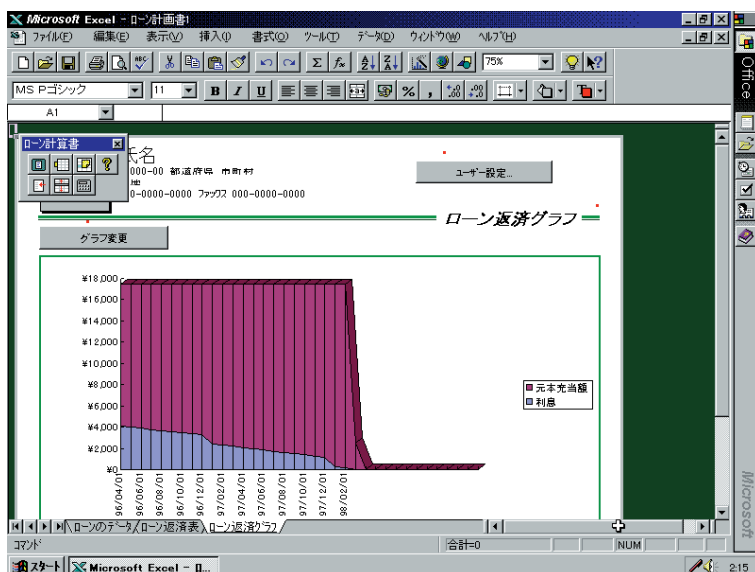 Microsoft Excel - ローン計画書1
ファイル(F) 編集(E) 表示(V) 挿入(I) 書式(O) ツール(T) データ(D) ウィンドウ(W) ヘルプ(H)
ABC
75%
MS Pゴシック 11 B I U
A1
ローン計算書
氏名
000-00 都道府県 市町村
0-0000-0000 ファックス 000-0000-0000
ユーザー設定...
ローン返済グラフ
グラフ変更
¥18,000
¥16,000
¥14,000
¥12,000
¥10,000
¥8,000
¥6,000
¥4,000
¥2,000
¥0
96/04/01
96/06/01
96/08/01
96/10/01
96/12/01
97/02/01
97/04/01
97/06/01
97/08/01
97/10/01
97/12/01
98/02/01
元本充当額
利息
ローンのデータ ローン返済表 ローン返済グラフ
コマンド 合計=0 NUM
スタート Microsoft Excel - ロ... 2:15
Office
Microsoft